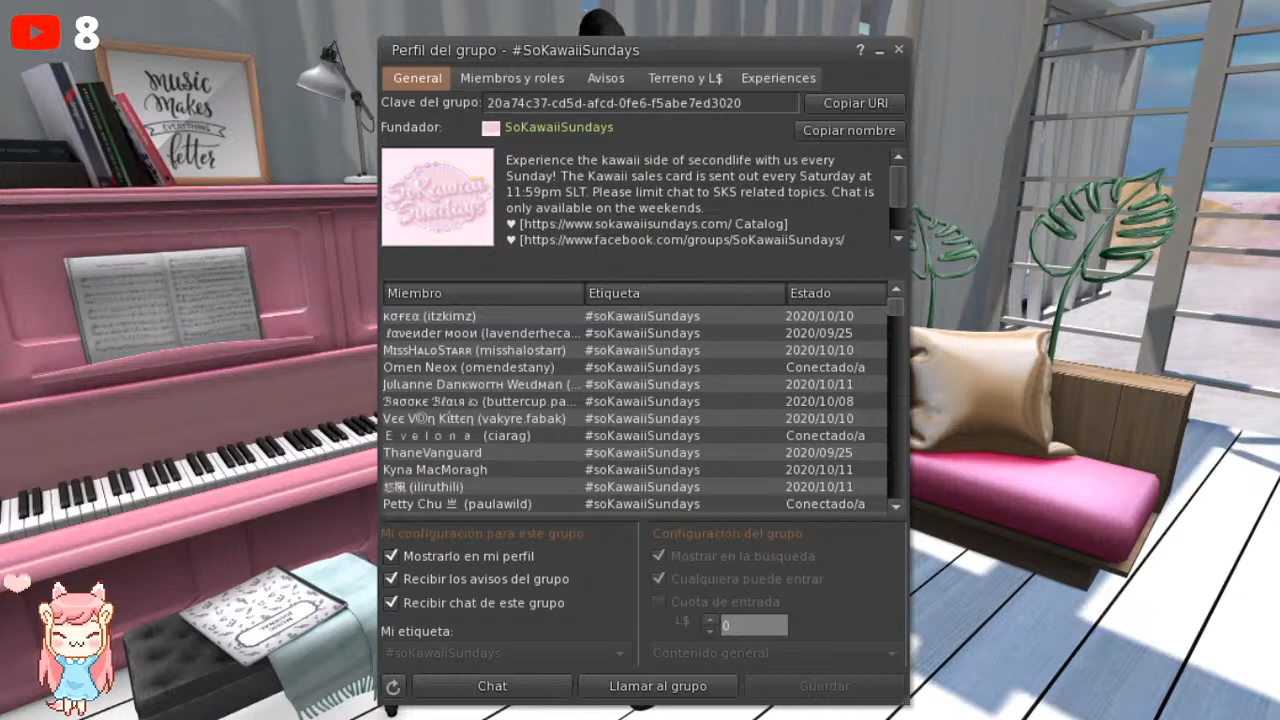 8
music
Makes
EVERYTHING
Better
Perfil del grupo - #SoKawaiiSundays
?
General
Miembros y roles
Avisos
Terreno y L$
Experiences
Clave del grupo: 20a74c37-cd5d-afcd-0fe6-f5abe7ed3020
Copiar URI
Fundador: SoKawaiiSundays
Copiar nombre
SoKawaii
Sundays
Experience the kawaii side of secondlife with us every
Sunday! The Kawaii sales card is sent out every Saturday at
11:59pm SLT. Please limit chat to SKS related topics. Chat is
only available on the weekends.
♥ [https://www.sokawaiisundays.com/ Catalog]
♥ [https://www.facebook.com/groups/SoKawaiiSundays/
Miembro Etiqueta Estado
кσғεα (itzkimz) #soKawaiiSundays 2020/10/10
ℓαveɴder мooɴ (lavenderheca... #soKawaiiSundays 2020/09/25
MɪssHᴀʟᴏSᴛᴀʀʀ (misshalostarr) #soKawaiiSundays 2020/10/10
Omen Neox (omendestany) #soKawaiiSundays Conectado/a
Jυlιanne Danĸworтн Weιdмan (... #soKawaiiSundays 2020/10/11
(buttercup.pa... #soKawaiiSundays 2020/10/08
(vakyre.fabak) #soKawaiiSundays 2020/10/10
Ｅｖｅｌｏｎａ (ciarag) #soKawaiiSundays Conectado/a
ThaneVanguard #soKawaiiSundays 2020/09/25
Kyna MacMoragh #soKawaiiSundays 2020/10/11
(iliruthili) #soKawaiiSundays 2020/10/11
Petty Chu 쁘 (paulawild) #soKawaiiSundays Conectado/a
Mi configuración para este grupo
Mostrarlo en mi perfil
Recibir los avisos del grupo
Recibir chat de este grupo
Mi etiqueta:
#soKawaiiSundays
Configuración del grupo
Mostrar en la búsqueda
Cualquiera puede entrar
Cuota de entrada
L$ 0
Contenido general
Chat
Llamar al grupo
Guardar